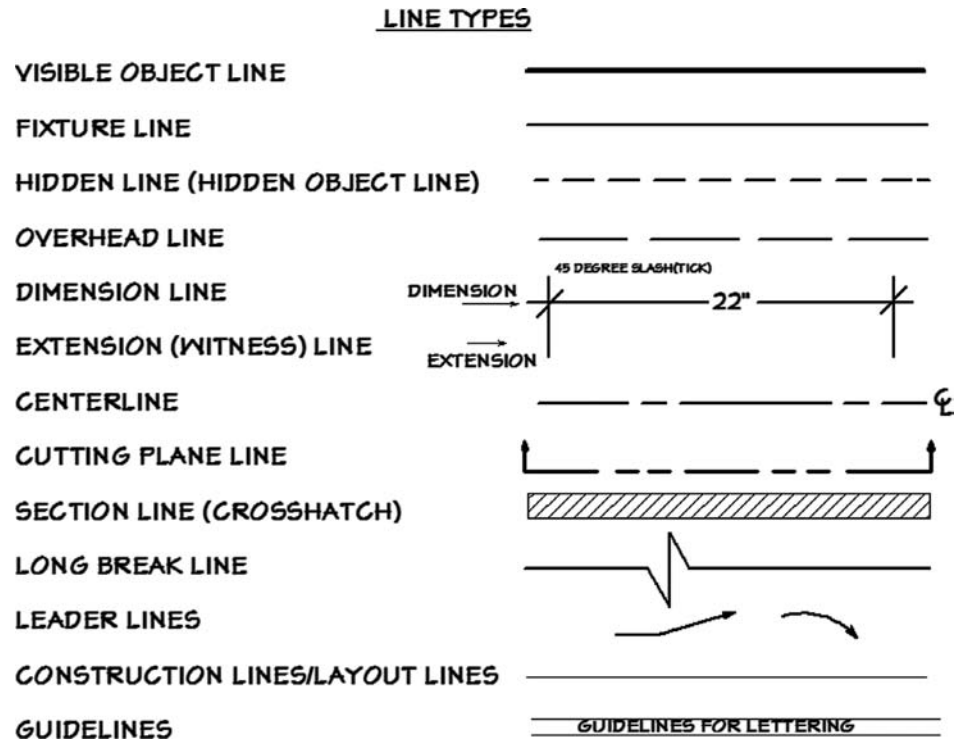 LINE TYPES
VISIBLE OBJECT LINE
FIXTURE LINE
HIDDEN LINE (HIDDEN OBJECT LINE)
OVERHEAD LINE
45 DEGREE SLASH(TICK)
DIMENSION LINE
DIMENSION
22"
EXTENSION (WITNESS) LINE
EXTENSION
CENTERLINE
℄
CUTTING PLANE LINE
SECTION LINE (CROSSHATCH)
LONG BREAK LINE
LEADER LINES
CONSTRUCTION LINES/LAYOUT LINES
GUIDELINES
GUIDELINES FOR LETTERING